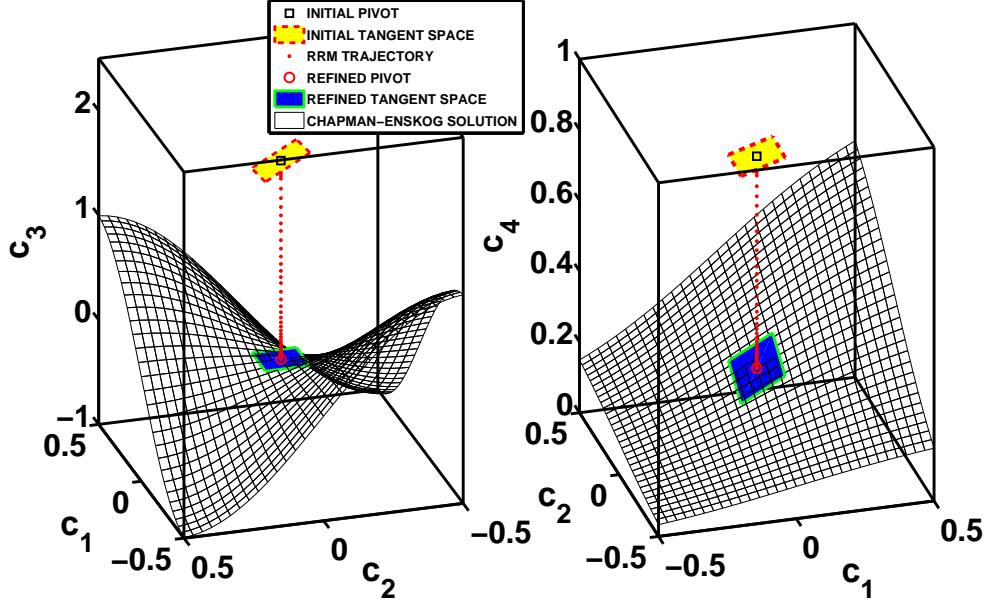 INITIAL PIVOT
INITIAL TANGENT SPACE
RRM TRAJECTORY
REFINED PIVOT
REFINED TANGENT SPACE
CHAPMAN−ENSKOG SOLUTION
2
1
0
−1
c3
0.5
0
−0.5
c1
0.5
0
−0.5
c2
1
0.8
0.6
0.4
0.2
0
c4
0.5
0
−0.5
c2
−0.5
0
0.5
c1